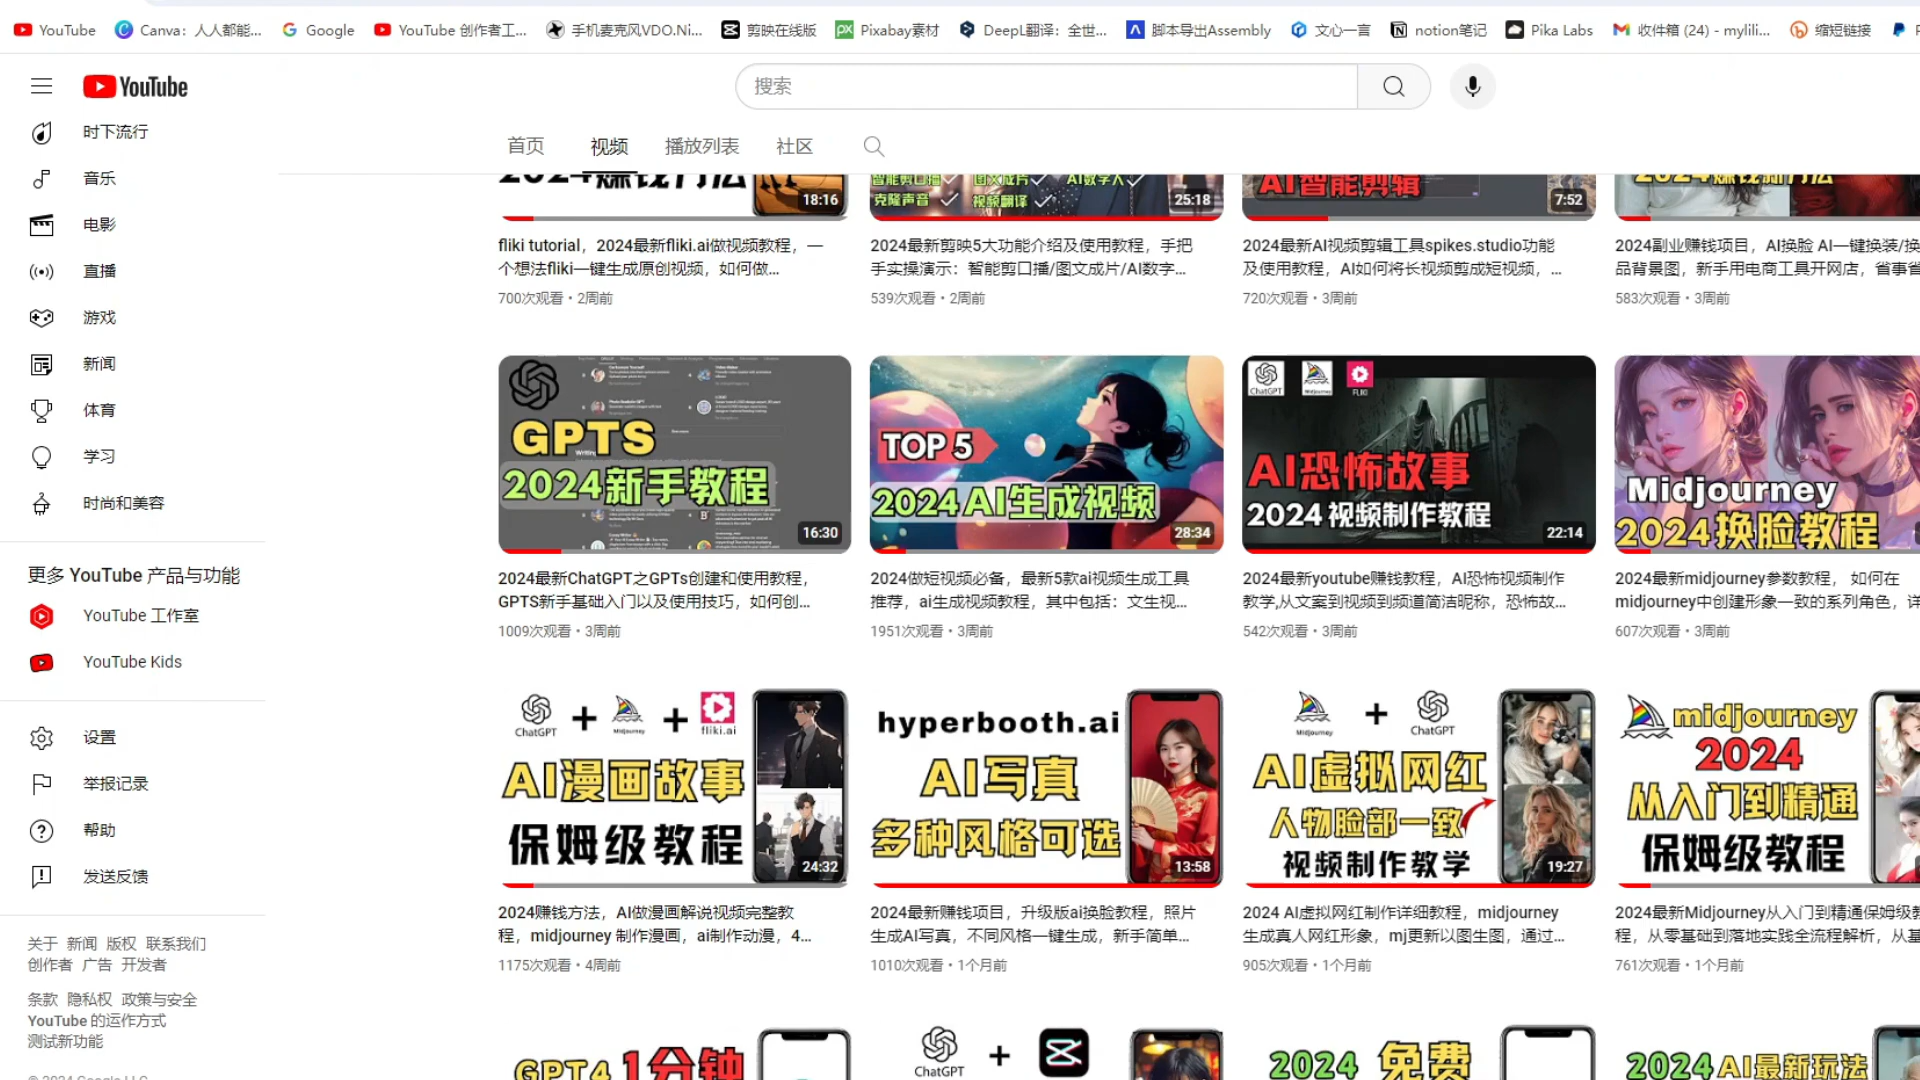 YouTube
Canva：人人都能...
Google
YouTube 创作者工...
手机麦克风VDO.Ni...
剪映在线版
Pixabay素材
DeepL翻译：全世...
脚本导出Assembly
文心一言
notion笔记
Pika Labs
收件箱 (24) - mylili...
缩短链接
YouTube
搜索
时下流行
音乐
电影
直播
游戏
新闻
体育
学习
时尚和美容
更多 YouTube 产品与功能
YouTube 工作室
YouTube Kids
设置
举报记录
帮助
发送反馈
关于 新闻 版权 联系我们
创作者 广告 开发者
条款 隐私权 政策与安全
YouTube 的运作方式
测试新功能
首页
视频
播放列表
社区
18:16
智能剪口播 图文成片 AI数字人
克隆声音 视频翻译
25:18
AI智能剪辑
7:52
fliki tutorial，2024最新fliki.ai做视频教程，一
个想法fliki一键生成原创视频，如何做...
700次观看・2周前
2024最新剪映5大功能介绍及使用教程，手把
手实操演示：智能剪口播/图文成片/AI数字...
539次观看・2周前
2024最新AI视频剪辑工具spikes.studio功能
及使用教程，AI如何将长视频剪成短视频，...
720次观看・3周前
2024副业赚钱项目，AI换脸 AI一键换装/换
品背景图，新手用电商工具开网店，省事省
583次观看・3周前
GPTS
2024新手教程
16:30
TOP 5
2024 AI生成视频
28:34
ChatGPT
Midjourney
FLIKI
AI恐怖故事
2024 视频制作教程
22:14
Midjourney
2024换脸教程
2024最新ChatGPT之GPTs创建和使用教程，
GPTS新手基础入门以及使用技巧，如何创...
1009次观看・3周前
2024做短视频必备，最新5款ai视频生成工具
推荐，ai生成视频教程，其中包括：文生视...
1951次观看・3周前
2024最新youtube赚钱教程，AI恐怖视频制作
教学,从文案到视频到频道简洁昵称，恐怖故...
542次观看・3周前
2024最新midjourney参数教程， 如何在
midjourney中创建形象一致的系列角色，详
607次观看・3周前
ChatGPT + Midjourney + fliki.ai
AI漫画故事
保姆级教程
24:32
hyperbooth.ai
AI写真
多种风格可选
13:58
Midjourney + ChatGPT
AI虚拟网红
人物脸部一致
视频制作教学
19:27
midjourney
2024
从入门到精通
保姆级教程
2024赚钱方法，AI做漫画解说视频完整教
程，midjourney 制作漫画，ai制作动漫，4...
1175次观看・4周前
2024最新赚钱项目，升级版ai换脸教程，照片
生成AI写真，不同风格一键生成，新手简单...
1010次观看・1个月前
2024 AI虚拟网红制作详细教程，midjourney
生成真人网红形象，mj更新以图生图，通过...
905次观看・1个月前
2024最新Midjourney从入门到精通保姆级教
程，从零基础到落地实践全流程解析，从基
761次观看・1个月前
GPT4 1分钟
ChatGPT +
2024 免费
2024 AI最新玩法